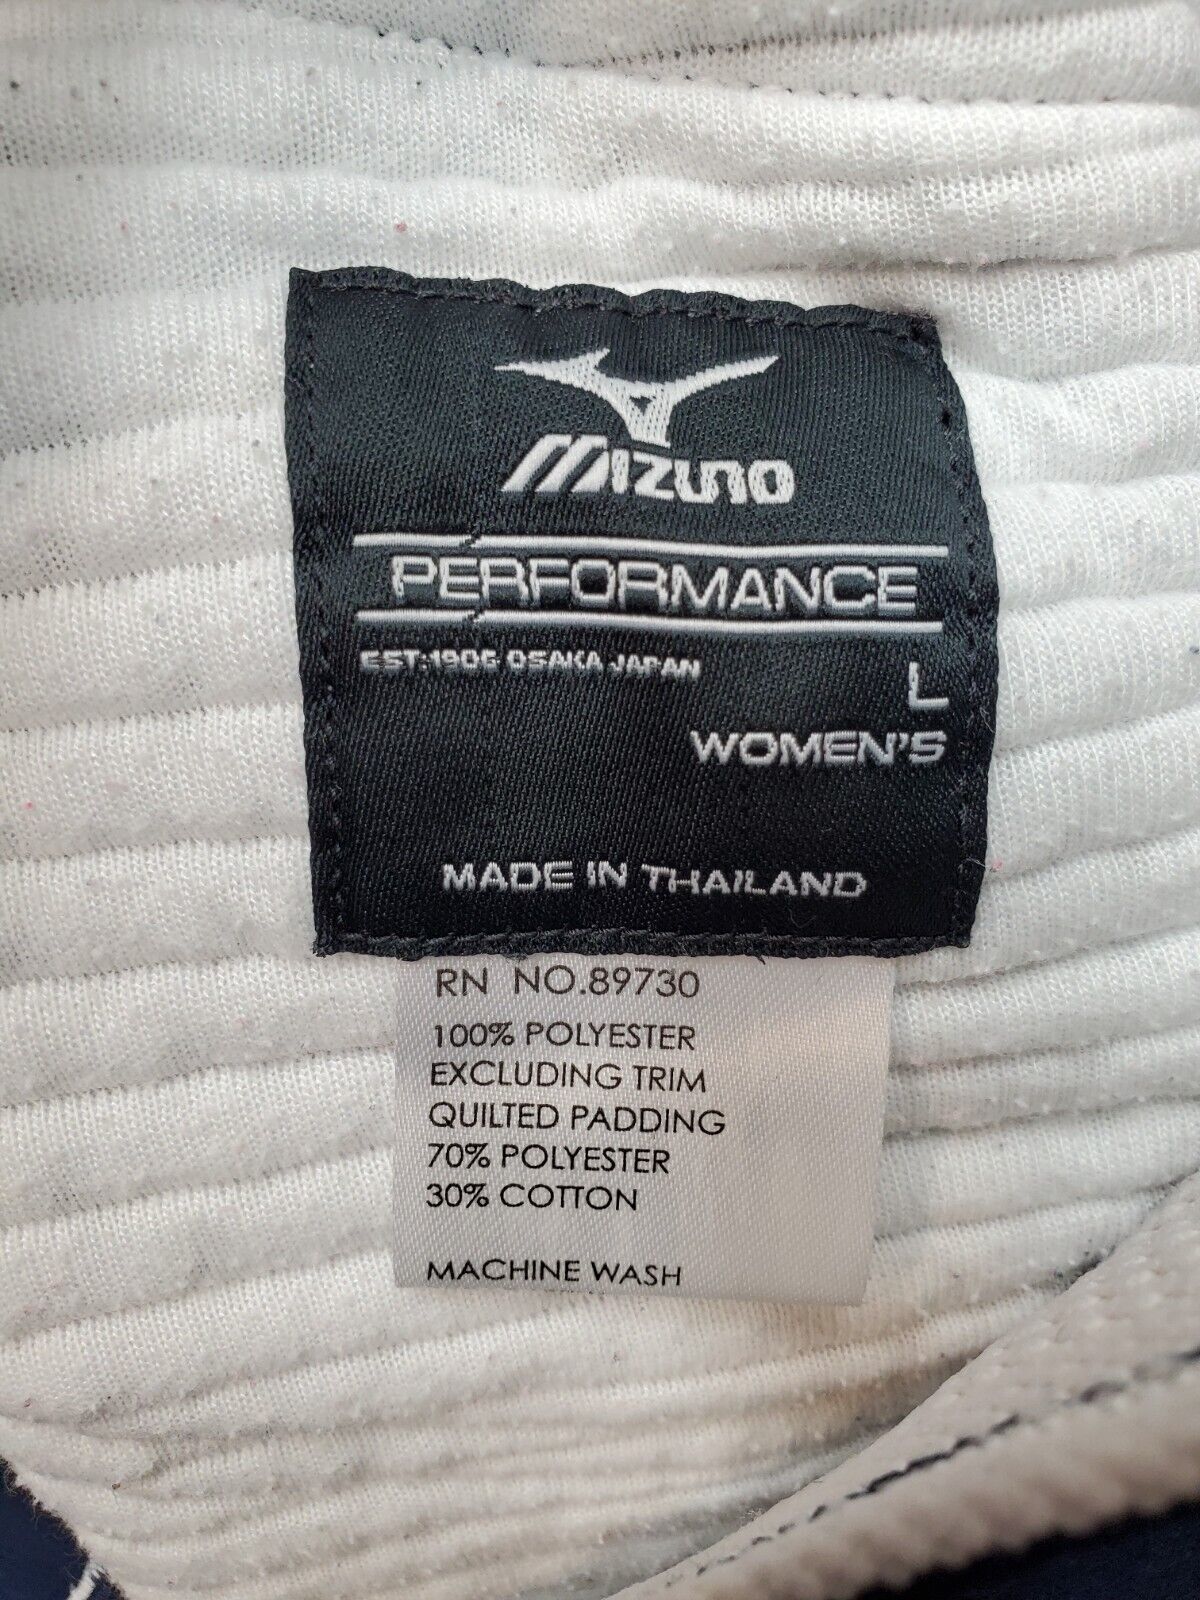 MIZUNO
PERFORMANCE
EST.1906 OSAKA JAPAN
L
WOMEN'S
MADE IN THAILAND
RN NO.89730
100% POLYESTER
EXCLUDING TRIM
QUILTED PADDING
70% POLYESTER
30% COTTON
MACHINE WASH